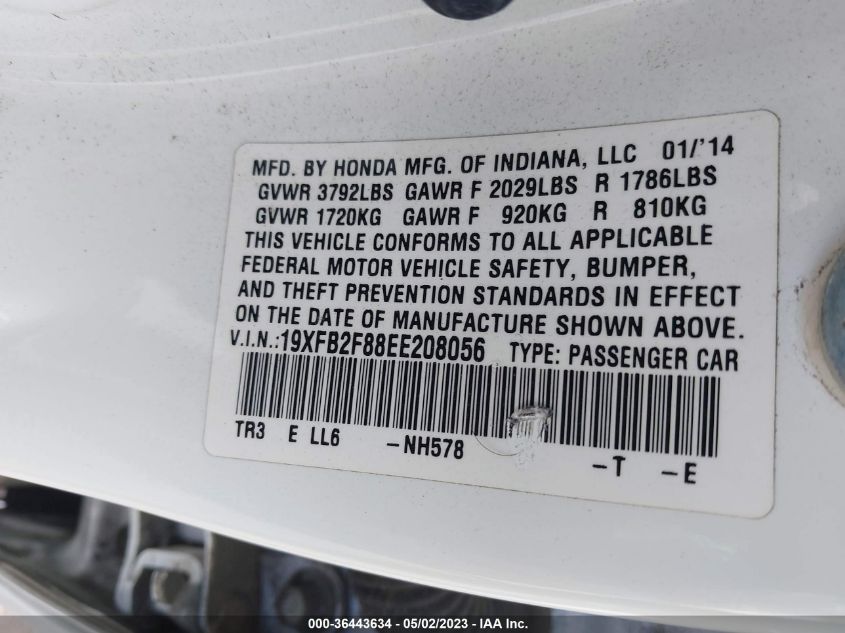 MFD. BY HONDA MFG. OF INDIANA, LLC 01/'14
GVWR 3792LBS GAWR F 2029LBS R 1786LBS
GVWR 1720KG GAWR F 920KG R 810KG
THIS VEHICLE CONFORMS TO ALL APPLICABLE
FEDERAL MOTOR VEHICLE SAFETY, BUMPER,
AND THEFT PREVENTION STANDARDS IN EFFECT
ON THE DATE OF MANUFACTURE SHOWN ABOVE.
V.I.N.:19XFB2F88EE208056 TYPE: PASSENGER CAR
TR3 E LL6 -NH578 -T -E
000-36443634 - 05/02/2023 - IAA Inc.